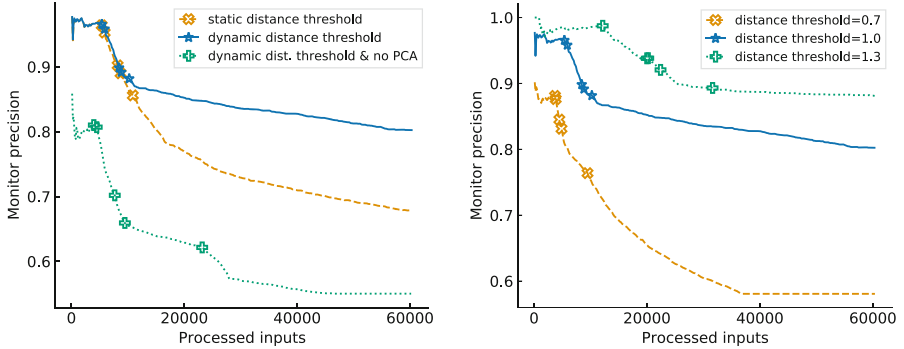 static distance threshold
dynamic distance threshold
dynamic dist. threshold & no PCA
0.9
0.8
0.7
0.6
Monitor precision
0
20000
40000
60000
Processed inputs
distance threshold=0.7
distance threshold=1.0
distance threshold=1.3
1.0
0.9
0.8
0.7
0.6
Monitor precision
0
20000
40000
60000
Processed inputs